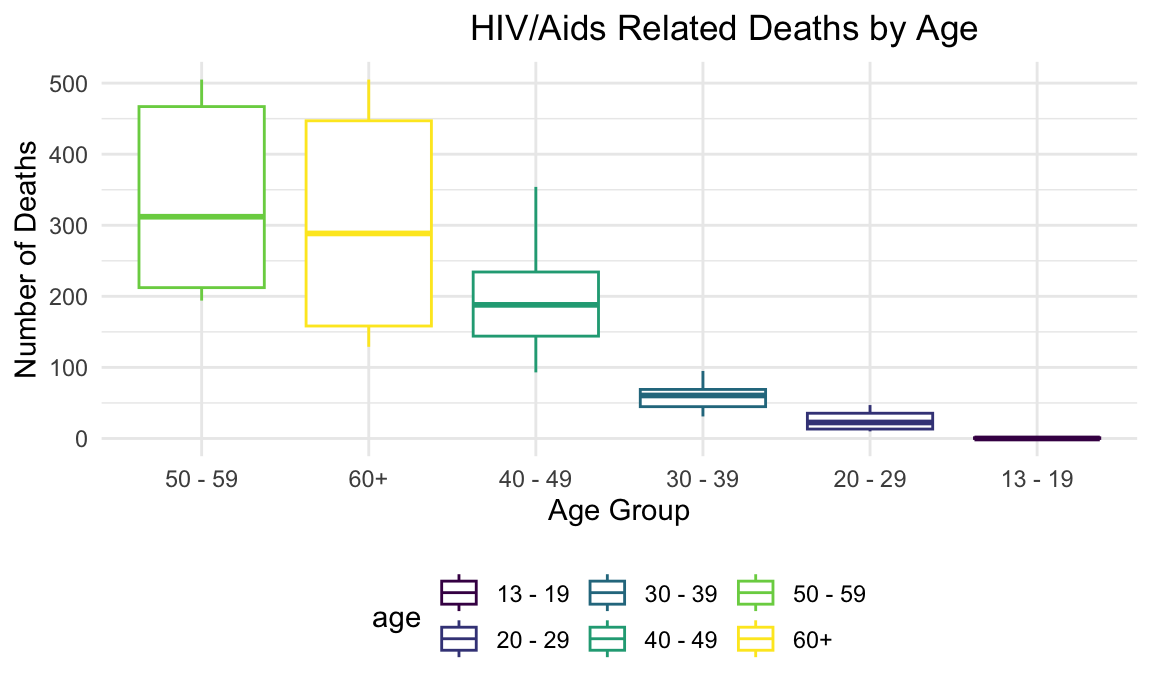 HIV/Aids Related Deaths by Age
Number of Deaths
500
400
300
200
100
0
50 - 59 60+ 40 - 49 30 - 39 20 - 29 13 - 19
Age Group
age
13 - 19 30 - 39 50 - 59
20 - 29 40 - 49 60+